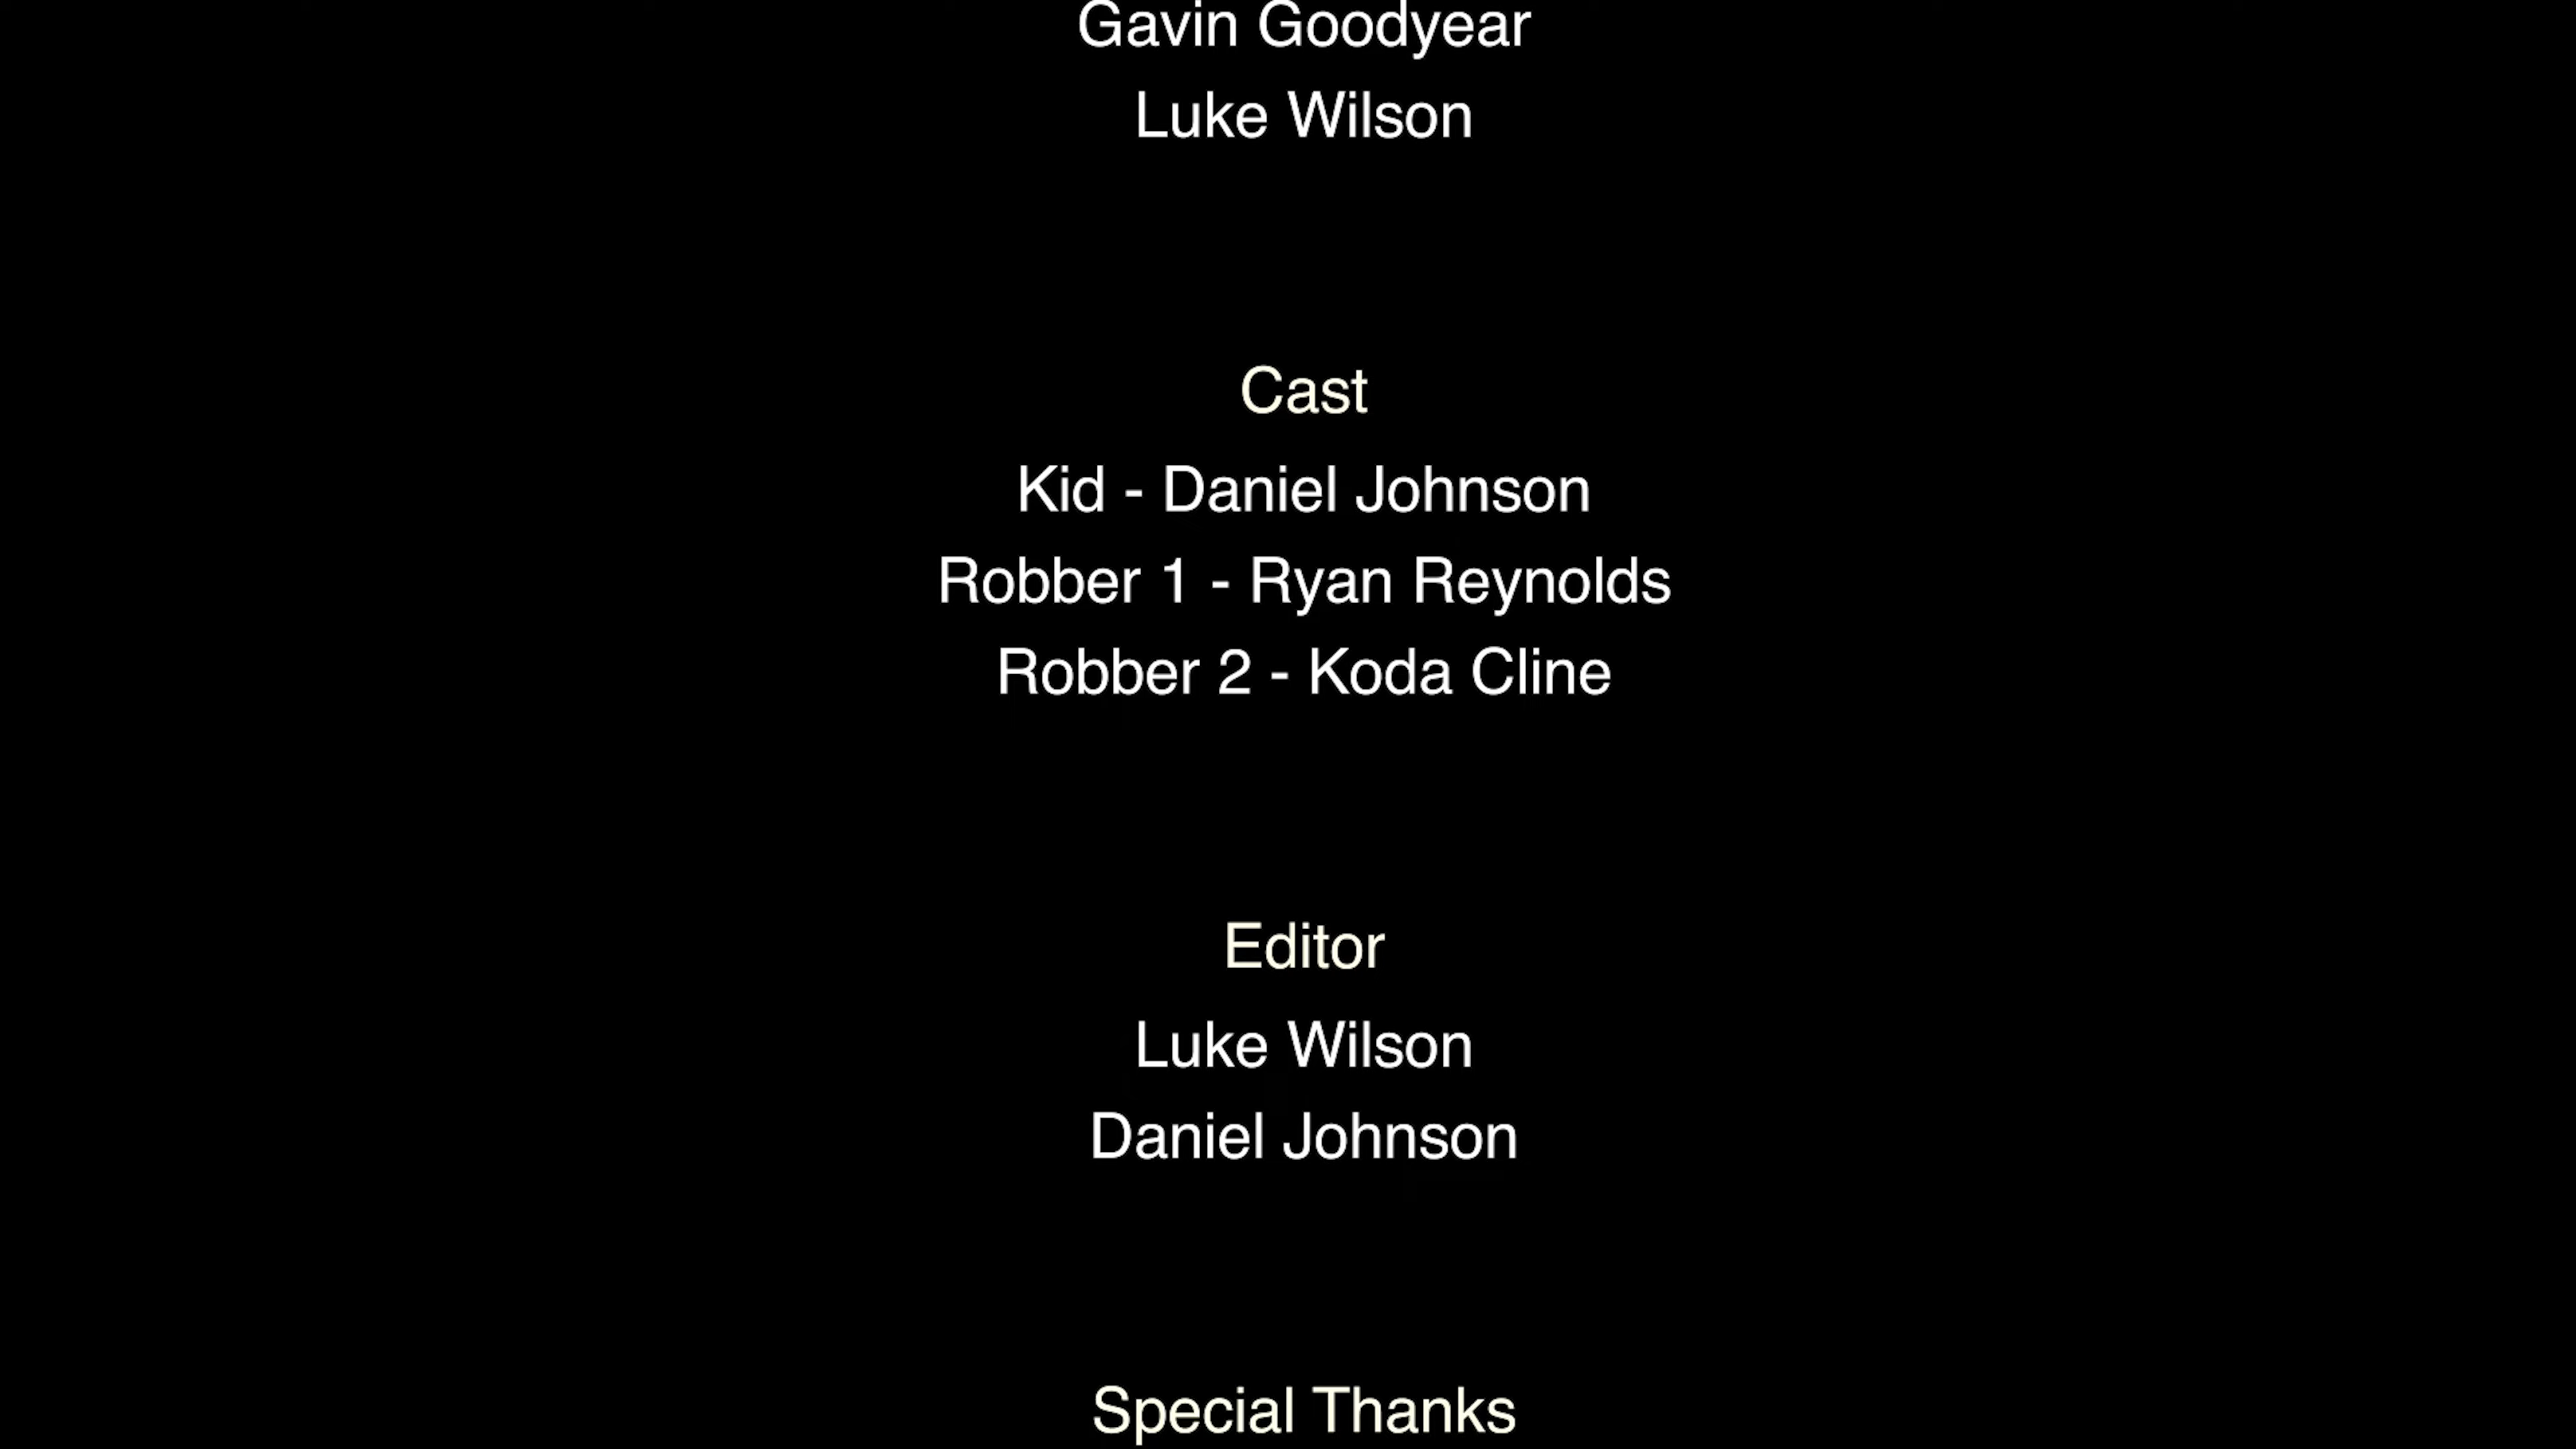 Gavin Goodyear
Luke Wilson
Cast
Kid - Daniel Johnson
Robber 1 - Ryan Reynolds
Robber 2 - Koda Cline
Editor
Luke Wilson
Daniel Johnson
Special Thanks